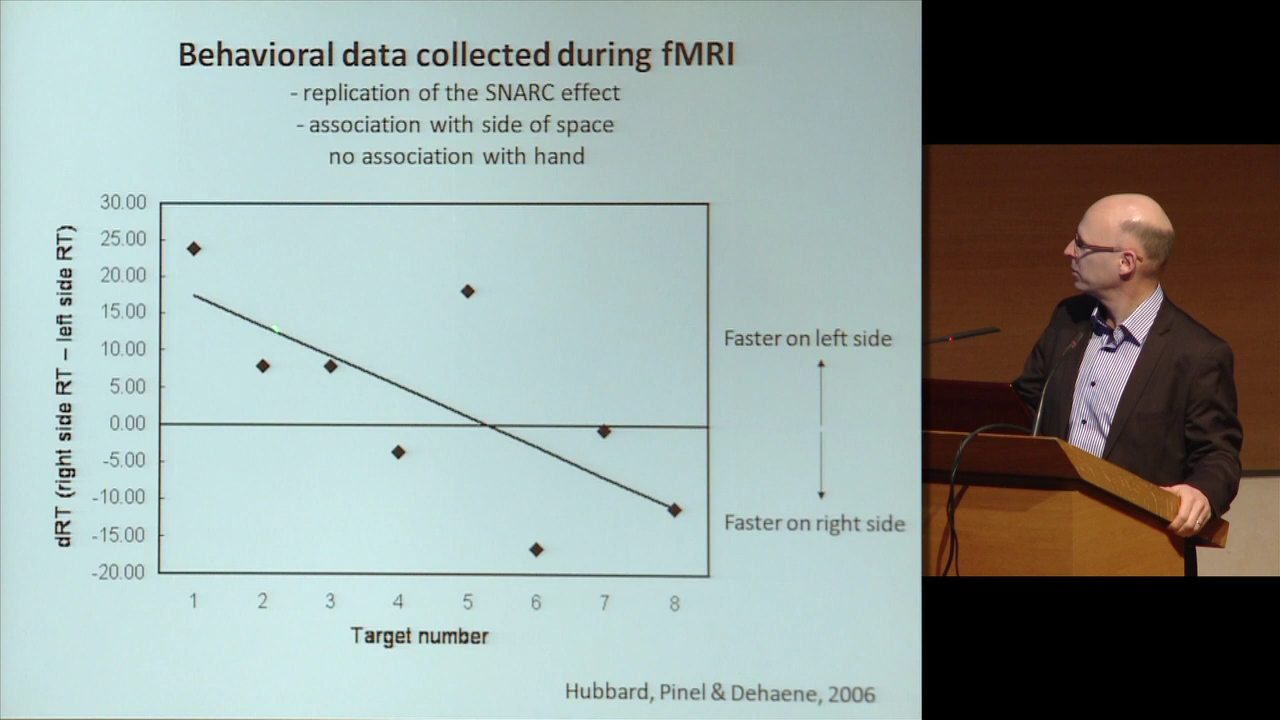 Behavioral data collected during fMRI
- replication of the SNARC effect
- association with side of space
no association with hand
dRT (right side RT – left side RT)
30.00
25.00
20.00
15.00
10.00
5.00
0.00
-5.00
-10.00
-15.00
-20.00
1 2 3 4 5 6 7 8
Target number
Faster on left side
Faster on right side
Hubbard, Pinel & Dehaene, 2006